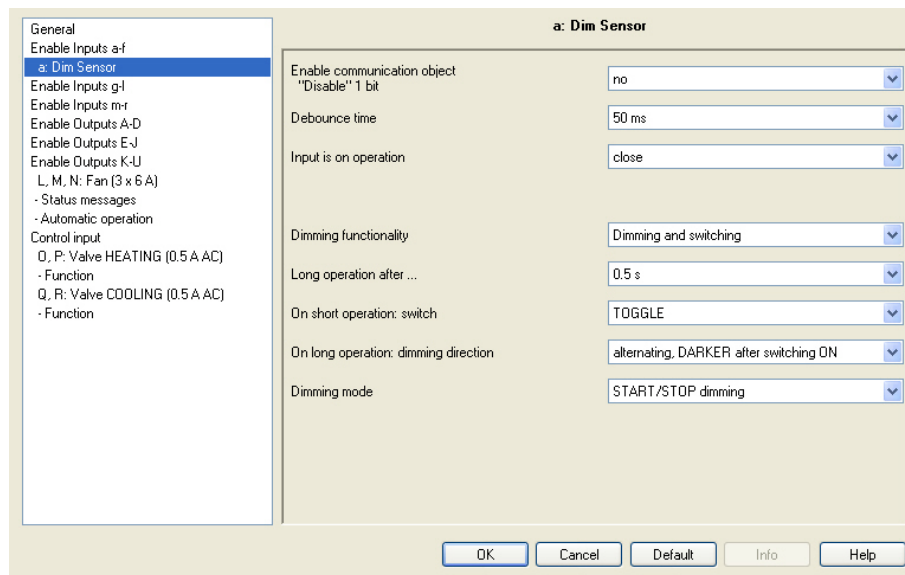 General
Enable Inputs a-f
a: Dim Sensor
Enable Inputs g-l
Enable Inputs m-r
Enable Outputs A-D
Enable Outputs E-J
Enable Outputs K-U
L, M, N: Fan (3 x 6 A)
- Status messages
- Automatic operation
Control input
O, P: Valve HEATING (0.5 A AC)
- Function
Q, R: Valve COOLING (0.5 A AC)
- Function
a: Dim Sensor
Enable communication object
"Disable" 1 bit
no
Debounce time
50 ms
Input is on operation
close
Dimming functionality
Dimming and switching
Long operation after ...
0.5 s
On short operation: switch
TOGGLE
On long operation: dimming direction
alternating, DARKER after switching ON
Dimming mode
START/STOP dimming
OK
Cancel
Default
Info
Help